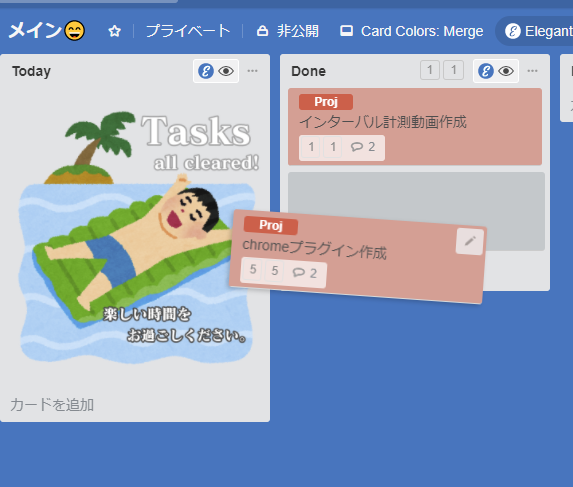 メイン😄
プライベート
非公開
Card Colors: Merge
Elegant
Today
Tasks
all cleared!
楽しい時間を
お過ごしください。
カードを追加
Done
1 1
Proj
インターバル計測動画作成
1 1 2
Proj
chromeプラグイン作成
5 5 2